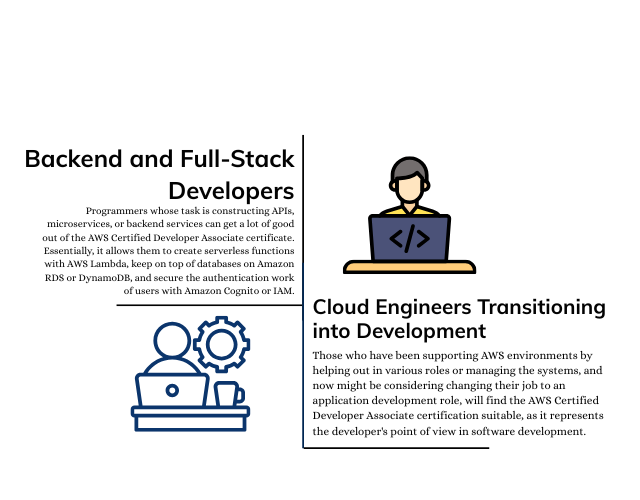 Backend and Full-Stack
Developers
Programmers whose task is constructing APIs,
microservices, or backend services can get a lot of good
out of the AWS Certified Developer Associate certificate.
Essentially, it allows them to create serverless functions
with AWS Lambda, keep on top of databases on Amazon
RDS or DynamoDB, and secure the authentication work
of users with Amazon Cognito or IAM.
</>
Cloud Engineers Transitioning
into Development
Those who have been supporting AWS environments by
helping out in various roles or managing the systems, and
now might be considering changing their job to an
application development role, will find the AWS Certified
Developer Associate certification suitable, as it represents
the developer's point of view in software development.